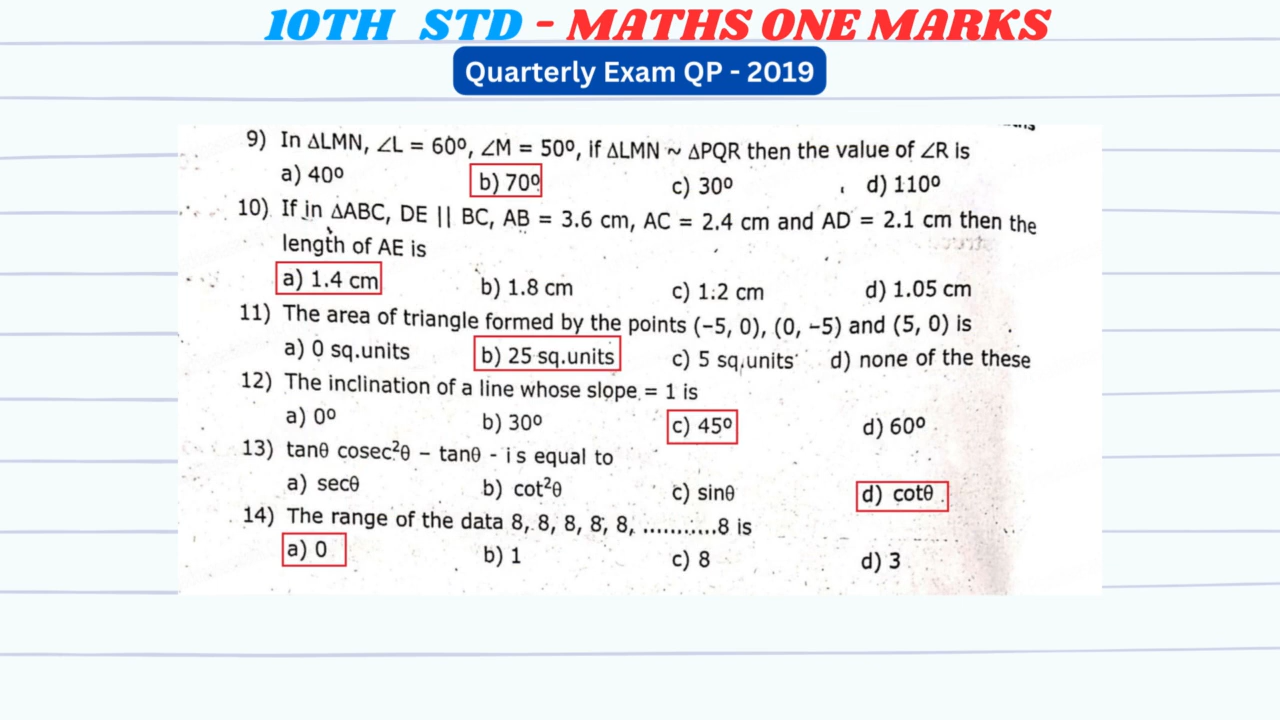 10TH STD - MATHS ONE MARKS
Quarterly Exam QP - 2019
9) In ΔLMN, ∠L = 60º, ∠M = 50º, if ΔLMN ~ ΔPQR then the value of ∠R is
a) 40º b) 70º c) 30º d) 110º
10) If in ΔABC, DE || BC, AB = 3.6 cm, AC = 2.4 cm and AD = 2.1 cm then the
length of AE is
a) 1.4 cm b) 1.8 cm c) 1:2 cm d) 1.05 cm
11) The area of triangle formed by the points (−5, 0), (0, −5) and (5, 0) is
a) 0 sq.units b) 25 sq.units c) 5 sq.units d) none of the these
12) The inclination of a line whose slope = 1 is
a) 0º b) 30º c) 45º d) 60º
13) tanθ cosec²θ − tanθ - is equal to
a) secθ b) cot²θ c) sinθ d) cotθ
14) The range of the data 8, 8, 8, 8, 8, ...........8 is
a) 0 b) 1 c) 8 d) 3